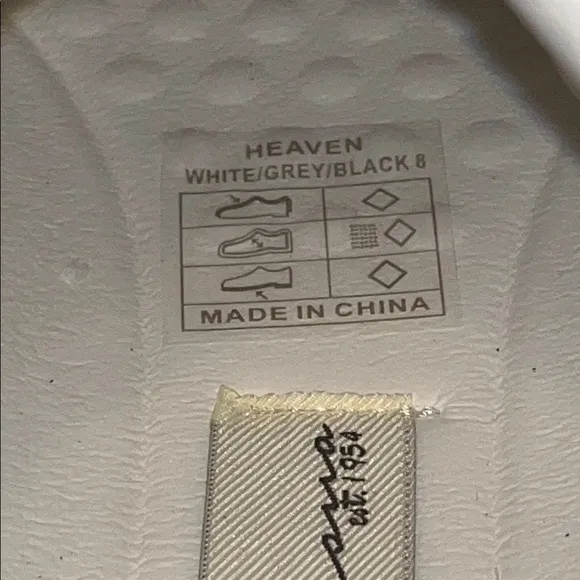 HEAVEN
WHITE/GREY/BLACK 8
MADE IN CHINA
est. 1954